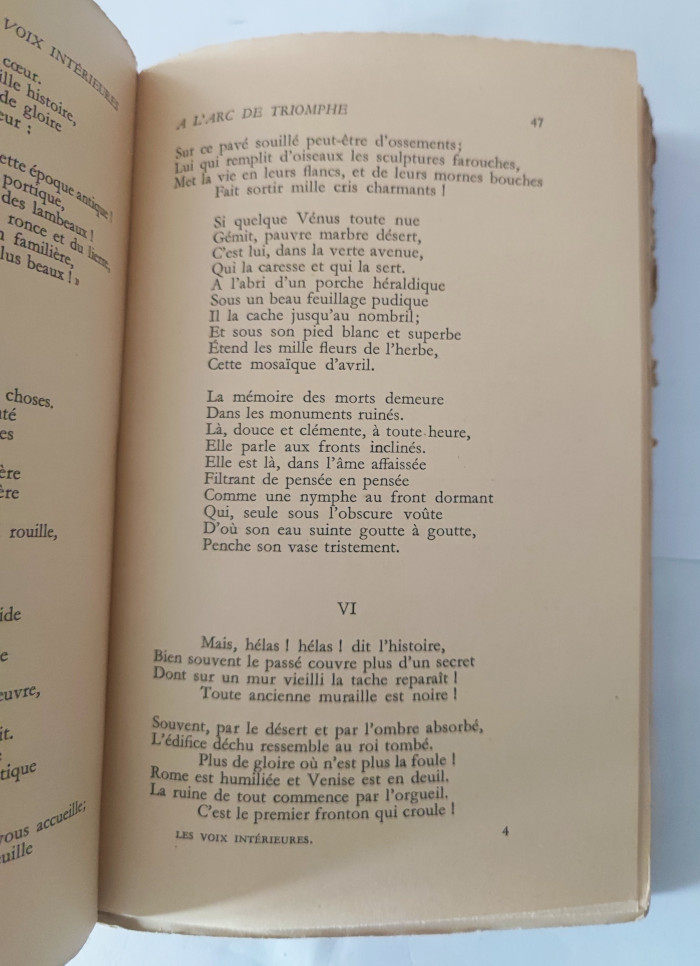 VOIX INTÉRIEURES
cœur.
ille histoire,
de gloire
eur :
ette époque antique !
portique,
des lambeaux !
ronce et du lierre,
n familière,
lus beaux ! »
choses,
té
es
ère
ère
rouille,
ide
e
euvre,
it.
tique
vous accueille;
euille
A L'ARC DE TRIOMPHE 47
Sur ce pavé souillé peut-être d'ossements;
Lui qui remplit d'oiseaux les sculptures farouches,
Met la vie en leurs flancs, et de leurs mornes bouches
Fait sortir mille cris charmants !
Si quelque Vénus toute nue
Gémit, pauvre marbre désert,
C'est lui, dans la verte avenue,
Qui la caresse et qui la sert.
A l'abri d'un porche héraldique
Sous un beau feuillage pudique
Il la cache jusqu'au nombril;
Et sous son pied blanc et superbe
Étend les mille fleurs de l'herbe,
Cette mosaïque d'avril.
La mémoire des morts demeure
Dans les monuments ruinés.
Là, douce et clémente, à toute heure,
Elle parle aux fronts inclinés.
Elle est là, dans l'âme affaissée
Filtrant de pensée en pensée
Comme une nymphe au front dormant
Qui, seule sous l'obscure voûte
D'où son eau suinte goutte à goutte,
Penche son vase tristement.
VI
Mais, hélas ! hélas ! dit l'histoire,
Bien souvent le passé couvre plus d'un secret
Dont sur un mur vieilli la tache reparaît !
Toute ancienne muraille est noire !
Souvent, par le désert et par l'ombre absorbé,
L'édifice déchu ressemble au roi tombé.
Plus de gloire où n'est plus la foule !
Rome est humiliée et Venise est en deuil.
La ruine de tout commence par l'orgueil.
C'est le premier fronton qui croule !
LES VOIX INTÉRIEURES. 4